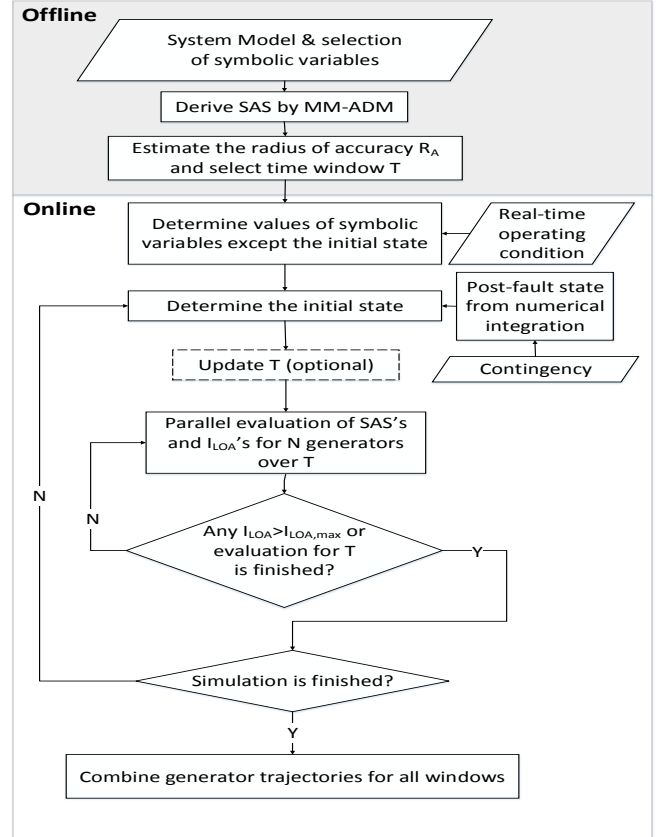 Offline
System Model & selection
of symbolic variables
Derive SAS by MM-ADM
Estimate the radius of accuracy RA
and select time window T
Online
Determine values of symbolic
variables except the initial state
Real-time
operating
condition
Determine the initial state
Post-fault state
from numerical
integration
Update T (optional)
Contingency
Parallel evaluation of SAS's
and ILOA's for N generators
over T
N
N
Any ILOA>ILOA,max or
evaluation for T
is finished?
Y
Simulation is finished?
Y
Combine generator trajectories for all windows